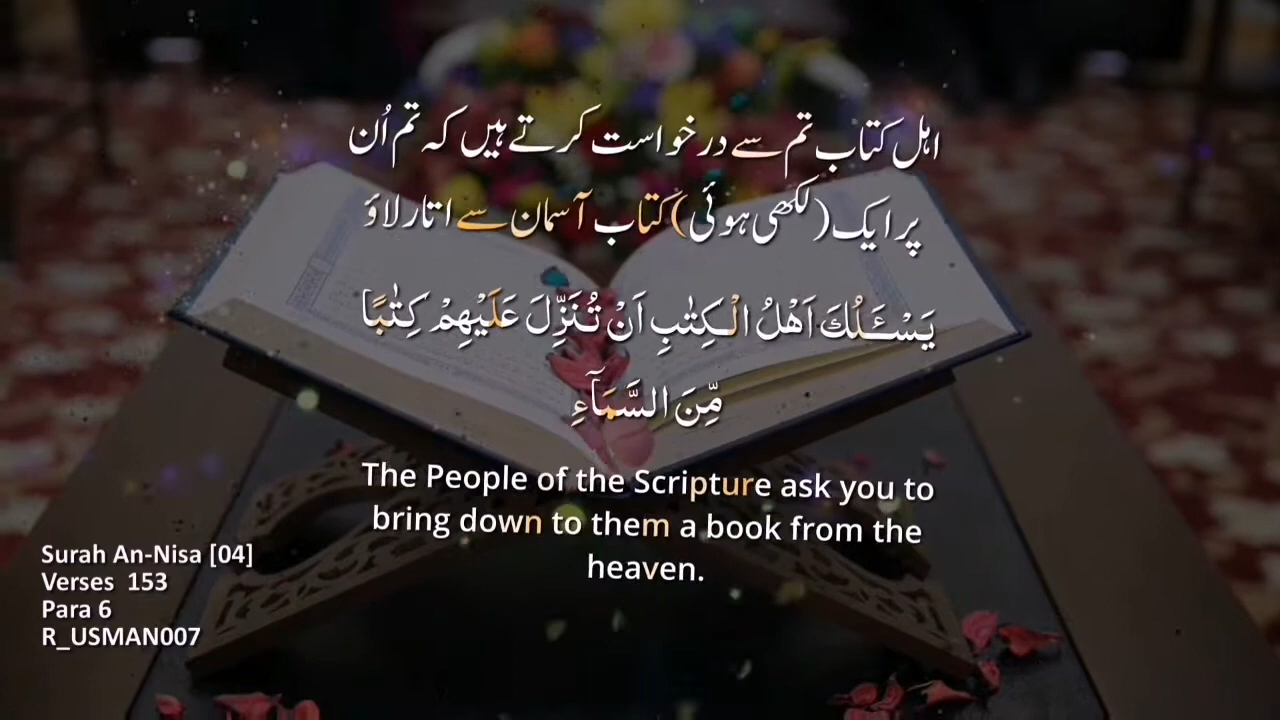 اہل کتاب تم سے درخواست کرتے ہیں کہ تم اُن
پر ایک (لکھی ہوئی) کتاب آسمان سے اتار لاؤ
يَسْـَٔـلُكَ اَهْلُ الْـكِتٰبِ اَنْ تُنَزِّلَ عَلَيْهِمْ كِتٰبًا
مِّنَ السَّمَآءِ
The People of the Scripture ask you to
bring down to them a book from the
heaven.
Surah An-Nisa [04]
Verses  153
Para 6
R_USMAN007